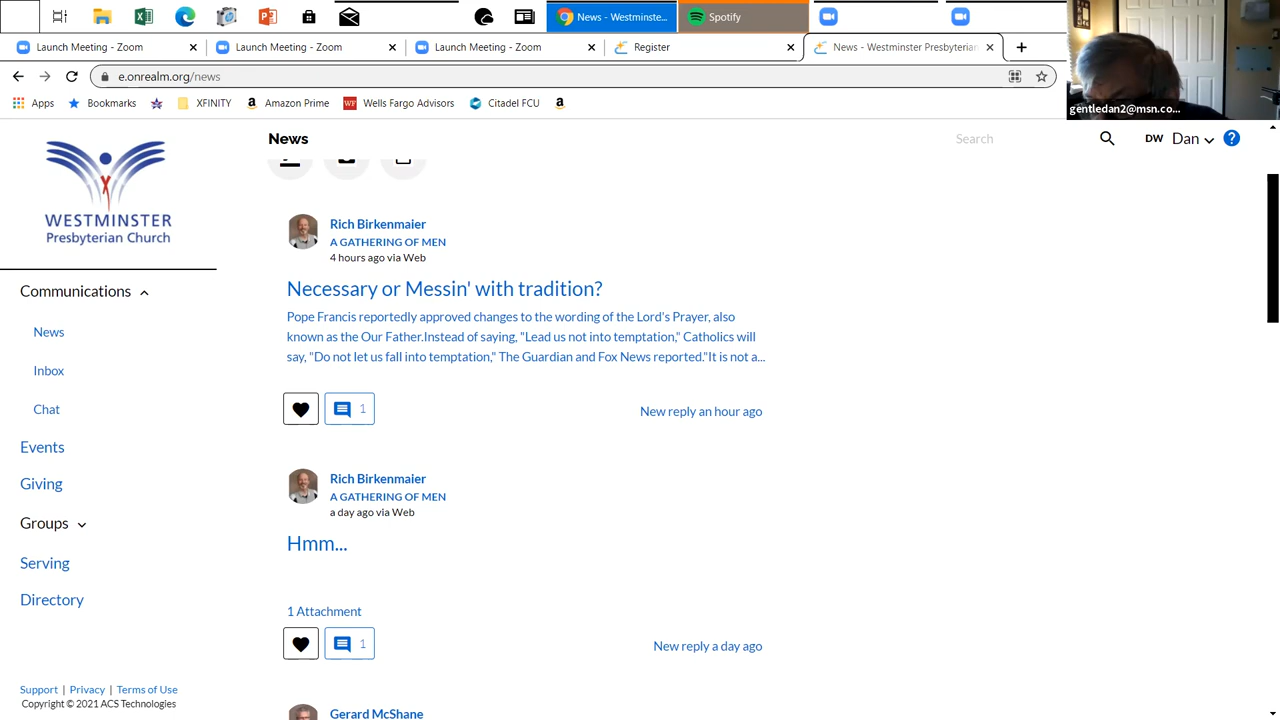 News - Westminste...
Spotify
Launch Meeting - Zoom
Launch Meeting - Zoom
Launch Meeting - Zoom
Register
News - Westminster Presbyterian
e.onrealm.org/news
Apps
Bookmarks
XFINITY
Amazon Prime
WF
Wells Fargo Advisors
Citadel FCU
gentledan2@msn.co...
News
Search
DW
Dan
?
WESTMINSTER
Presbyterian Church
Communications
News
Inbox
Chat
Events
Giving
Groups
Serving
Directory
Support | Privacy | Terms of Use
Copyright © 2021 ACS Technologies
Rich Birkenmaier
A GATHERING OF MEN
4 hours ago via Web
Necessary or Messin' with tradition?
Pope Francis reportedly approved changes to the wording of the Lord's Prayer, also
known as the Our Father.Instead of saying, "Lead us not into temptation," Catholics will
say, "Do not let us fall into temptation," The Guardian and Fox News reported."It is not a...
1
New reply an hour ago
Rich Birkenmaier
A GATHERING OF MEN
a day ago via Web
Hmm...
1 Attachment
1
New reply a day ago
Gerard McShane